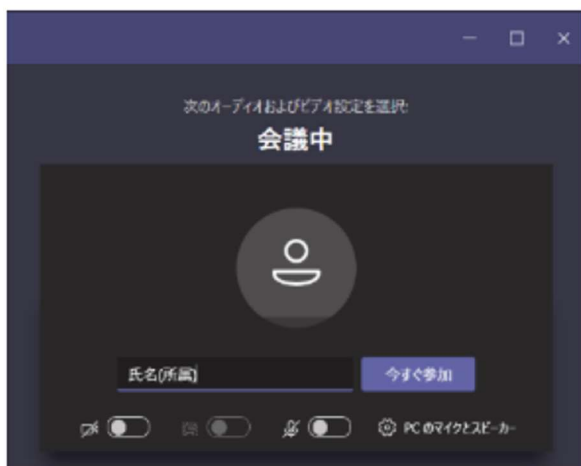 次のオーディオおよびビデオ設定を選択:
会議中
氏名(所属)
今すぐ参加
PC のマイクとスピーカー